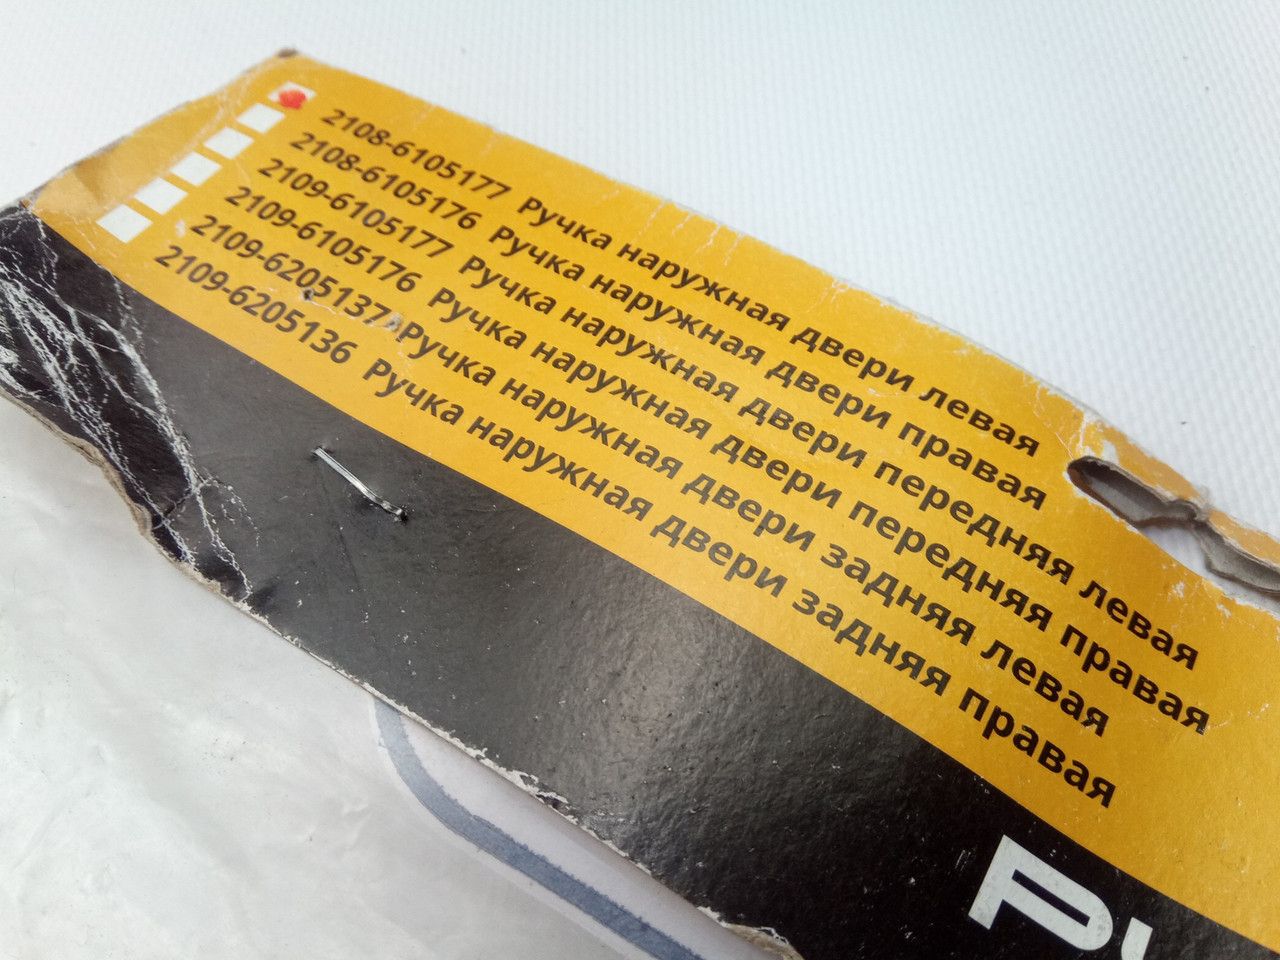 2108-6105177 Ручка наружная двери левая
2108-6105176 Ручка наружная двери правая
2109-6105177 Ручка наружная двери передняя левая
2109-6105176 Ручка наружная двери передняя правая
2109-6205137 Ручка наружная двери задняя левая
2109-6205136 Ручка наружная двери задняя правая